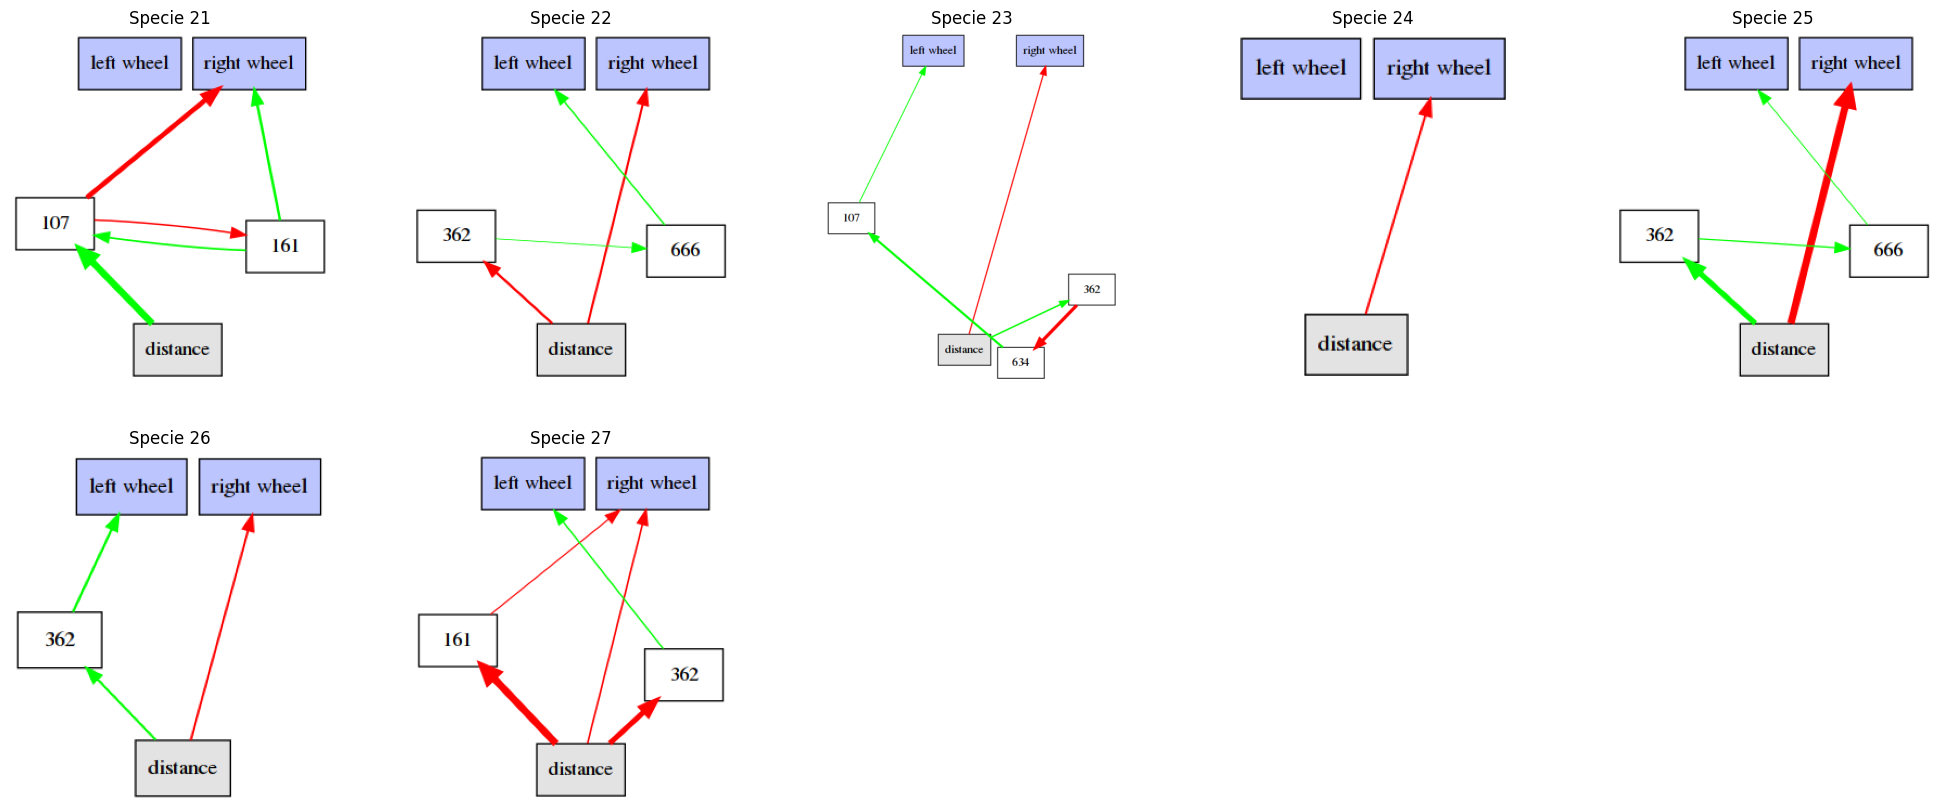 Specie 21
left wheel right wheel
107
161
distance
Specie 22
left wheel right wheel
362
666
distance
Specie 23
left wheel right wheel
107
362
distance
634
Specie 24
left wheel right wheel
distance
Specie 25
left wheel right wheel
362
666
distance
Specie 26
left wheel right wheel
362
distance
Specie 27
left wheel right wheel
161
362
distance